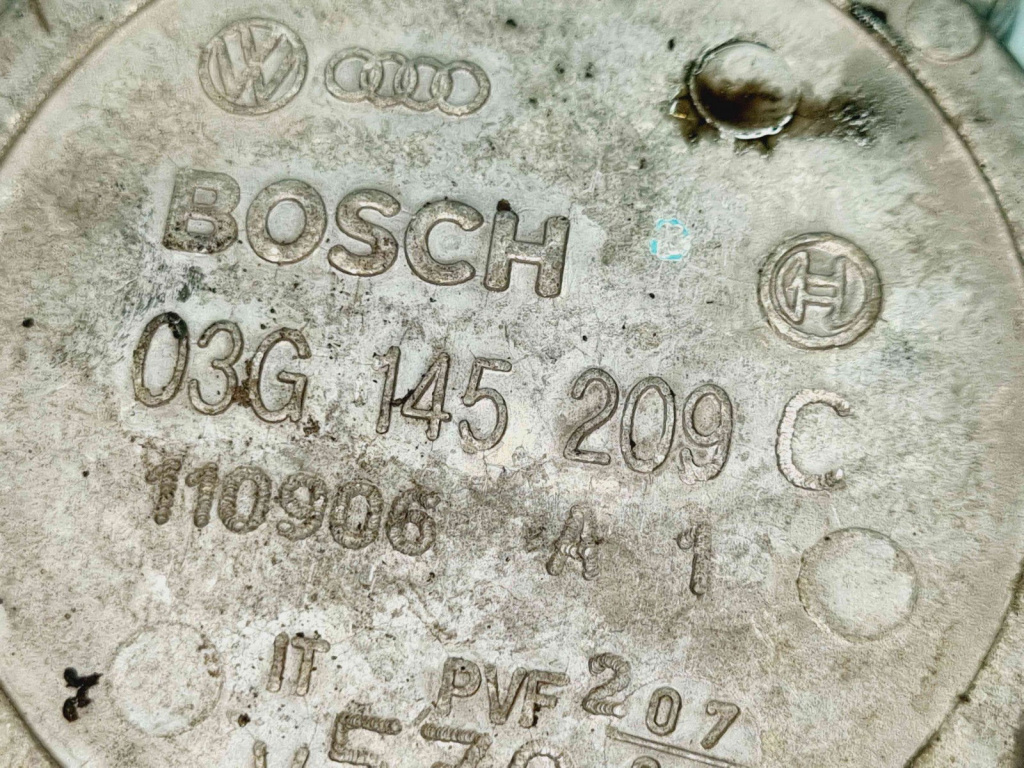 BOSCH
03G 145 209 C
110906 A 1
IT PVF 2 07